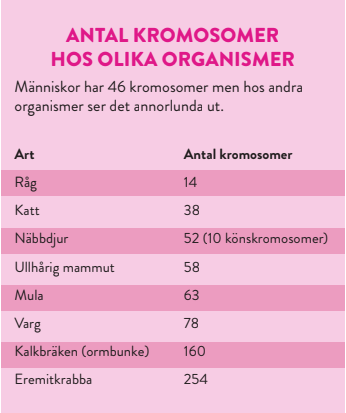 ANTAL KROMOSOMER
HOS OLIKA ORGANISMER
Människor har 46 kromosomer men hos andra
organismer ser det annorlunda ut.
Art Antal kromosomer
Råg 14
Katt 38
Näbbdjur 52 (10 könskromosomer)
Ullhårig mammut 58
Mula 63
Varg 78
Kalkbräken (ormbunke) 160
Eremitkrabba 254